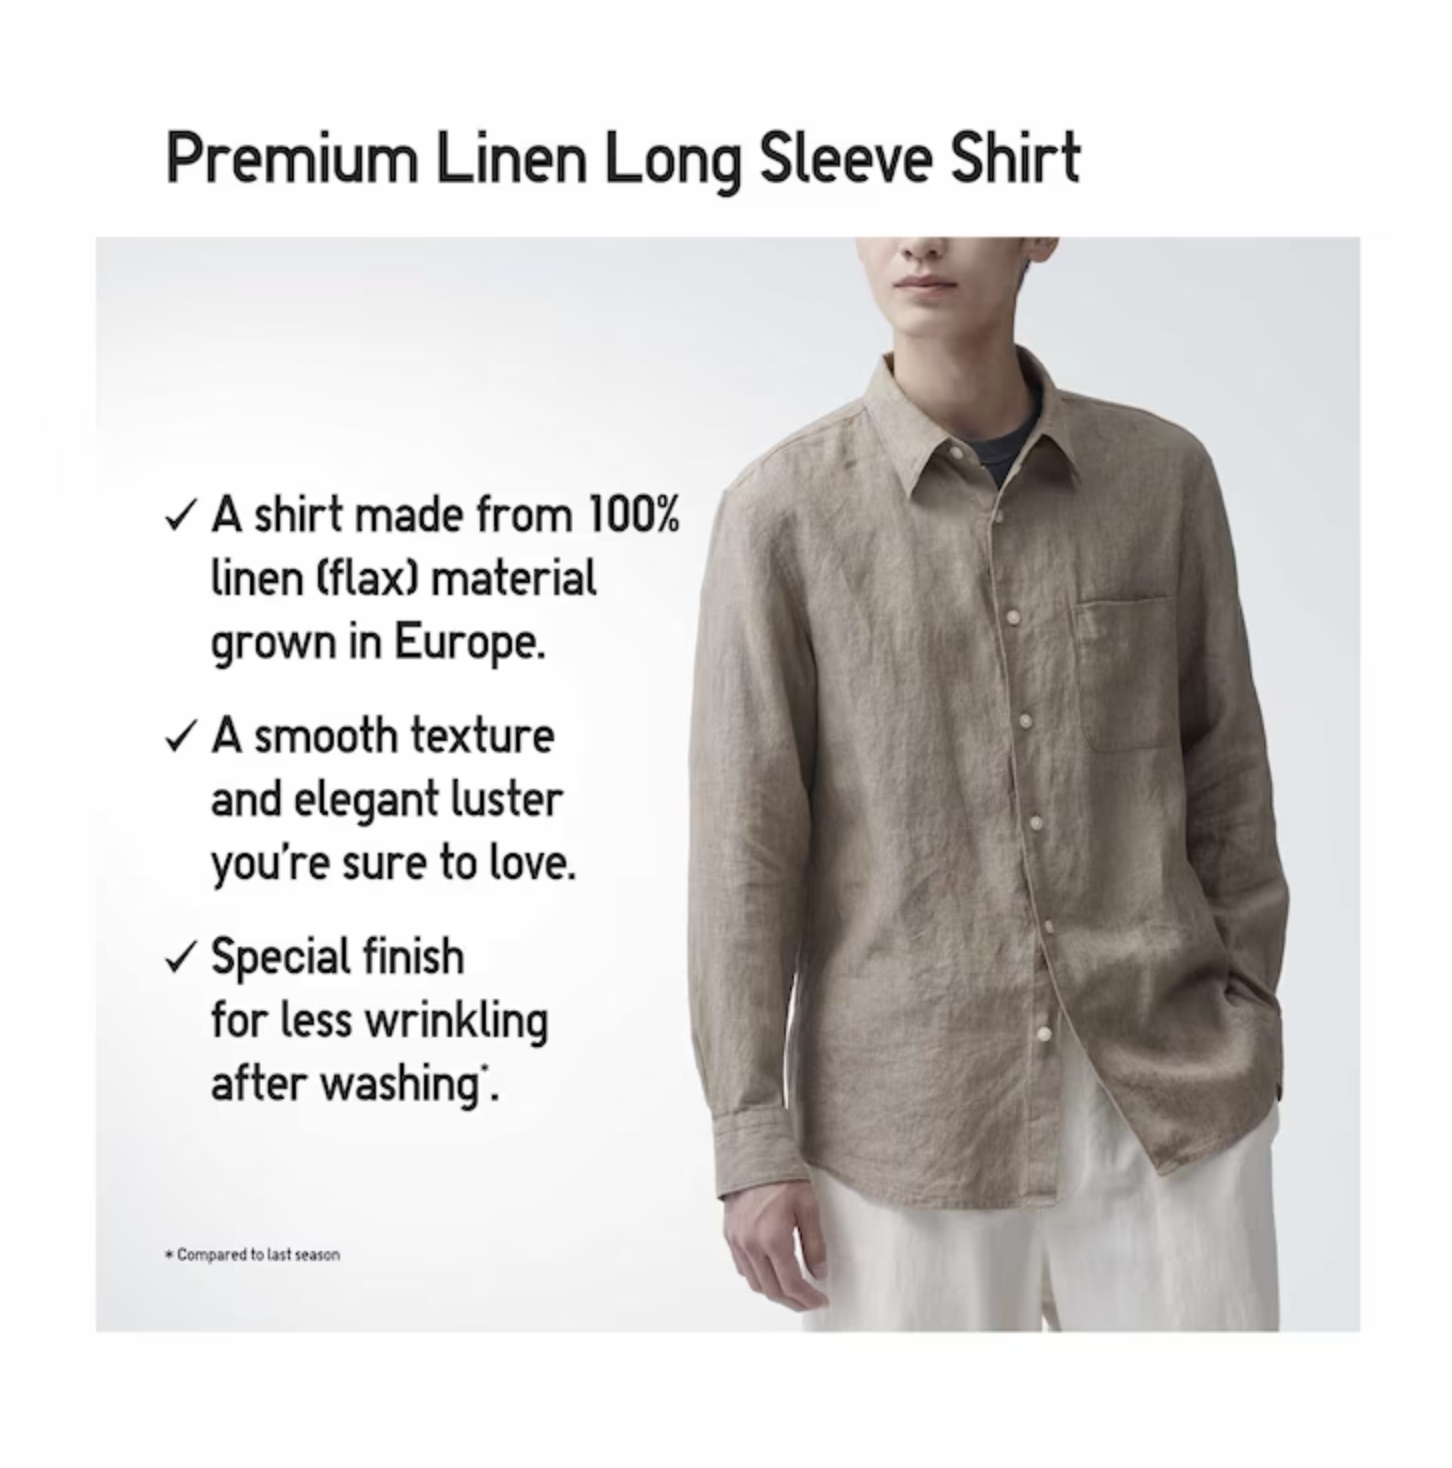 Premium Linen Long Sleeve Shirt
✓ A shirt made from 100%
linen (flax) material
grown in Europe.
✓ A smooth texture
and elegant luster
you're sure to love.
✓ Special finish
for less wrinkling
after washing*.
* Compared to last season